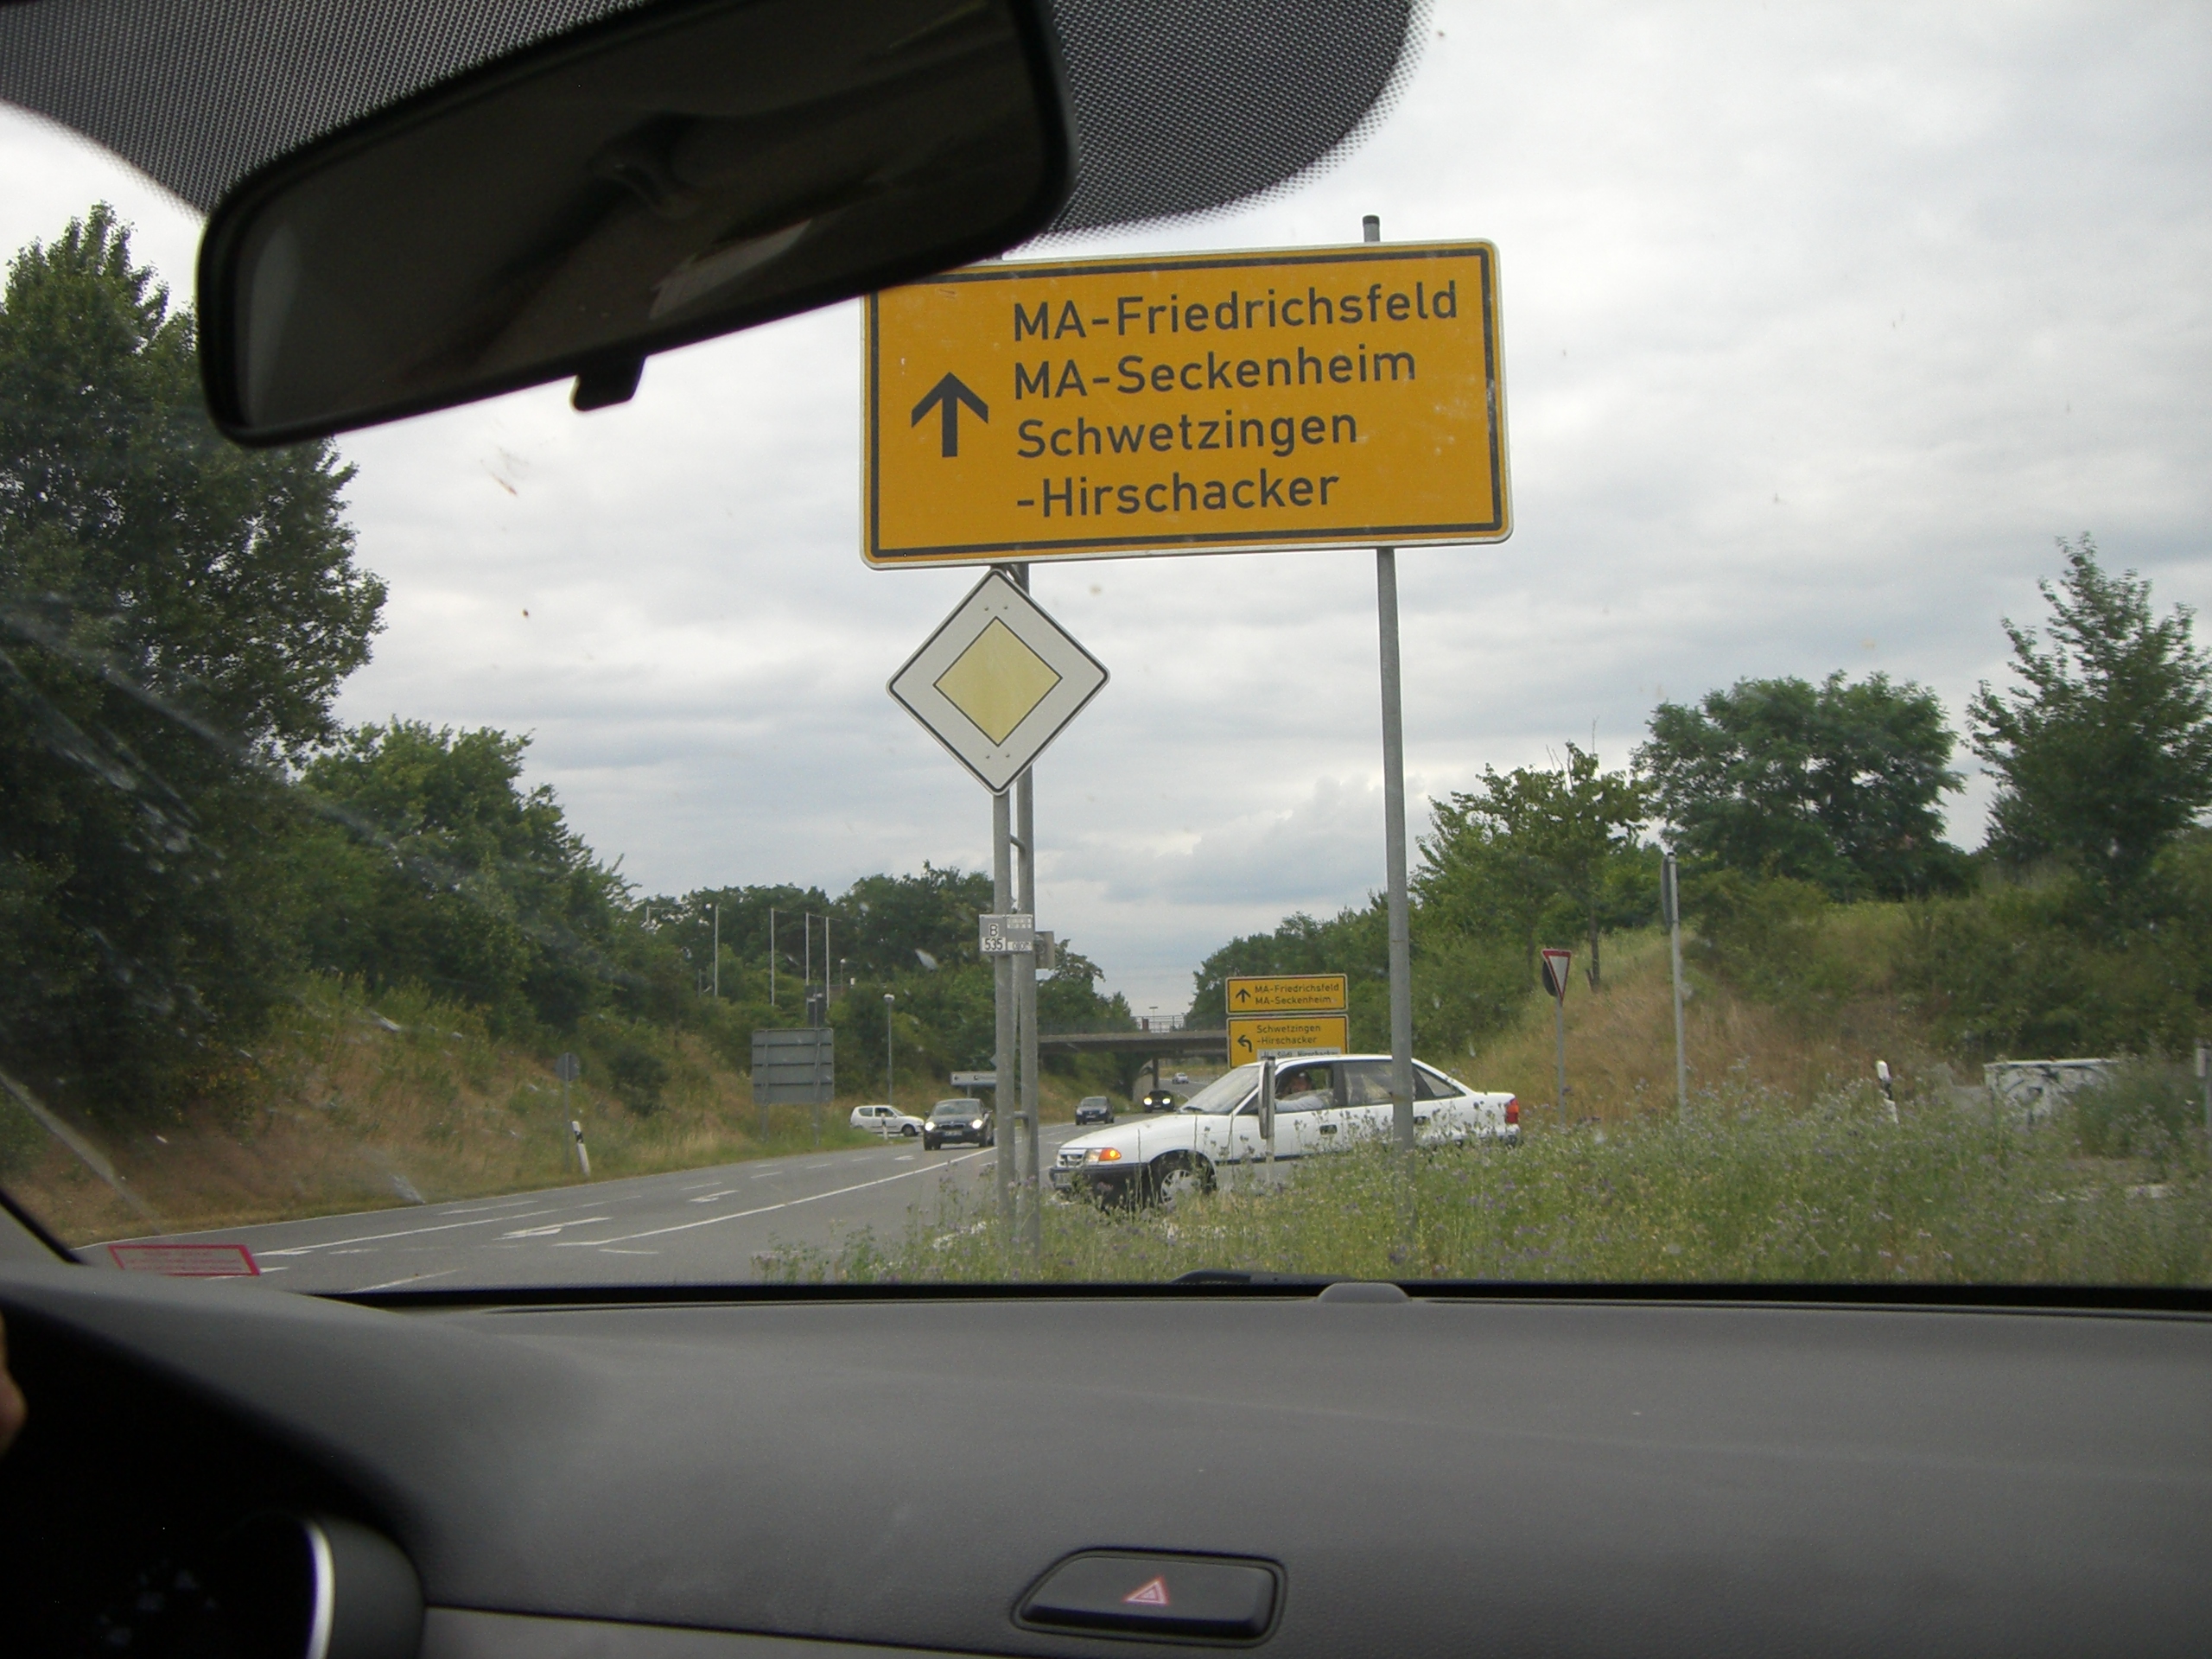 MA-Friedrichsfeld
MA-Seckenheim
Schwetzingen
-Hirschacker
B
535
MA-Friedrichsfeld
MA-Seckenheim
Schwetzingen
-Hirschacker